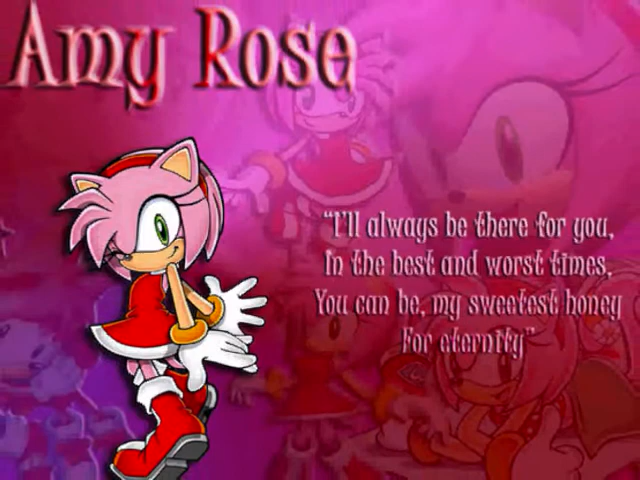 Amy Rose
"I'll always be there for you,
In the best and worst times,
You can be, my sweetest honey
For eternity"